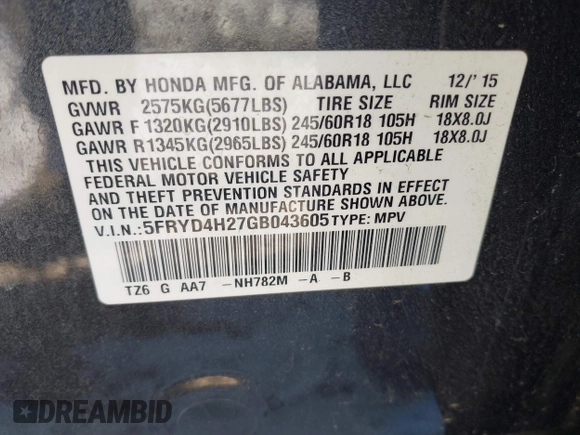 MFD. BY HONDA MFG. OF ALABAMA, LLC 12/'15
GVWR 2575KG(5677LBS) TIRE SIZE RIM SIZE
GAWR F 1320KG(2910LBS) 245/60R18 105H 18X8.0J
GAWR R 1345KG(2965LBS) 245/60R18 105H 18X8.0J
THIS VEHICLE CONFORMS TO ALL APPLICABLE
FEDERAL MOTOR VEHICLE SAFETY
AND THEFT PREVENTION STANDARDS IN EFFECT
ON THE DATE OF MANUFACTURE SHOWN ABOVE.
V.I.N.: 5FRYD4H27GB043605 TYPE: MPV
TZ6 G AA7 -NH782M -A -B
DREAMBID